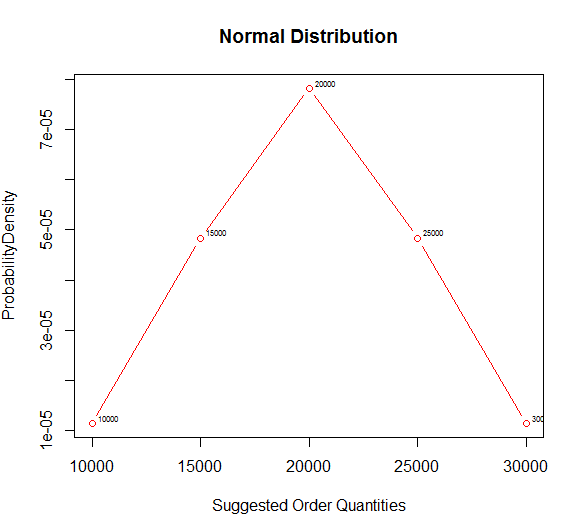 Normal Distribution
20000
15000
25000
10000
300
1e-05
3e-05
5e-05
7e-05
ProbabilityDensity
10000 15000 20000 25000 30000
Suggested Order Quantities